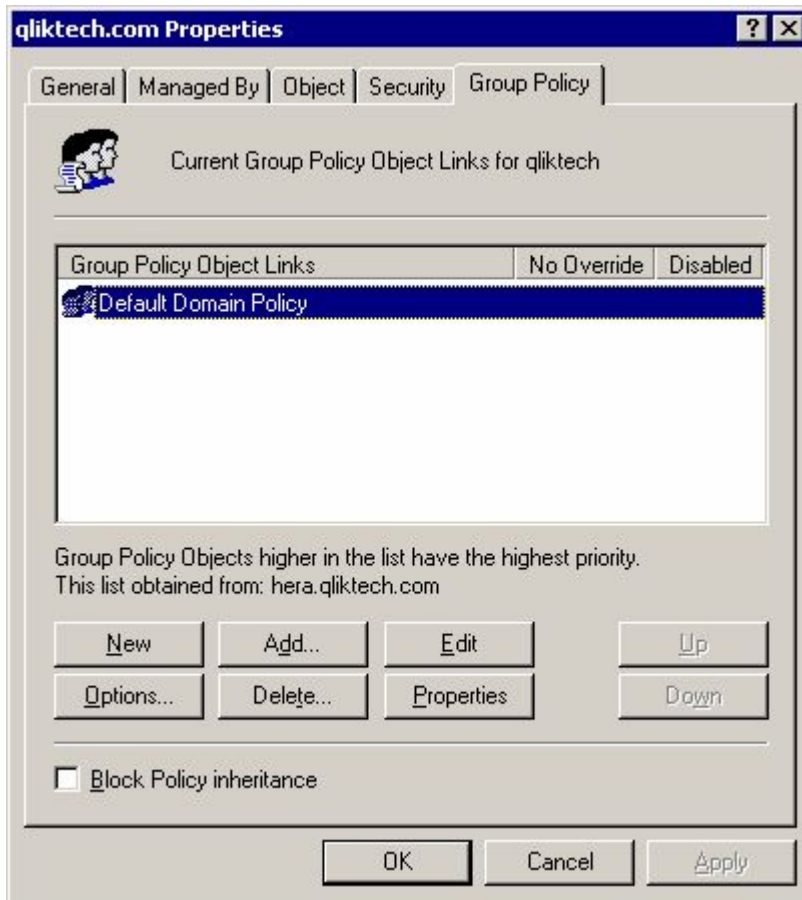 qliktech.com Properties
General Managed By Object Security Group Policy
Current Group Policy Object Links for qliktech
Group Policy Object Links No Override Disabled
Default Domain Policy
Group Policy Objects higher in the list have the highest priority.
This list obtained from: hera.qliktech.com
New Add... Edit Up
Options... Delete... Properties Down
Block Policy inheritance
OK Cancel Apply